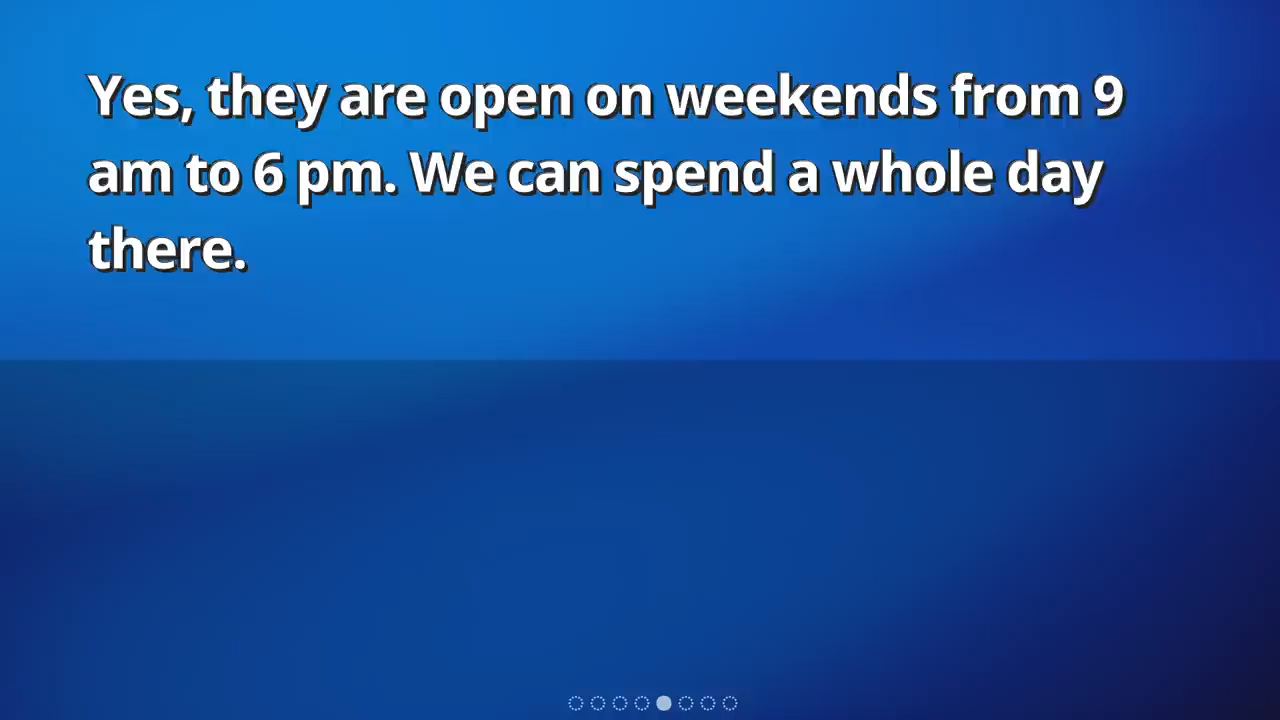 Yes, they are open on weekends from 9
am to 6 pm. We can spend a whole day
there.